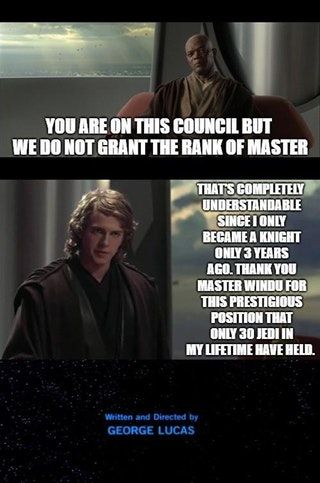 YOU ARE ON THIS COUNCIL BUT
WE DO NOT GRANT THE RANK OF MASTER
THAT'S COMPLETELY
UNDERSTANDABLE
SINCE I ONLY
BECAME A KNIGHT
ONLY 3 YEARS
AGO. THANK YOU
MASTER WINDU FOR
THIS PRESTIGIOUS
POSITION THAT
ONLY 30 JEDI IN
MY LIFETIME HAVE HELD.
Written and Directed by
GEORGE LUCAS